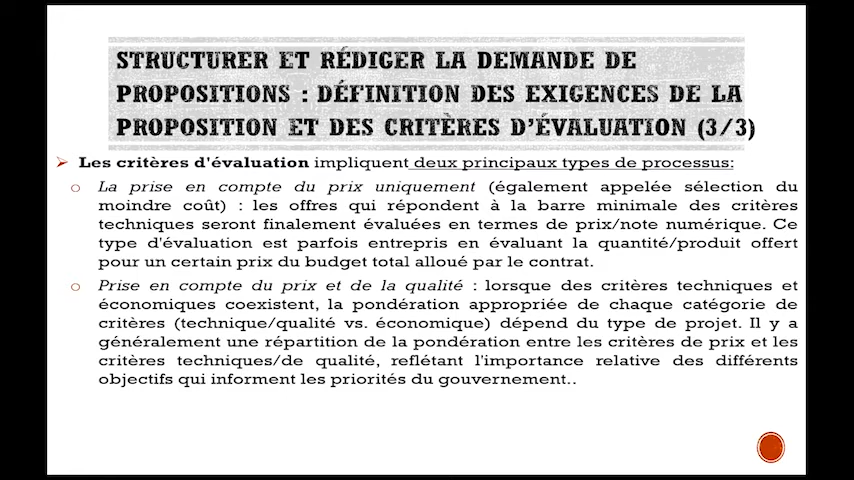 STRUCTURER ET RÉDIGER LA DEMANDE DE
PROPOSITIONS : DÉFINITION DES EXIGENCES DE LA
PROPOSITION ET DES CRITÈRES D'ÉVALUATION (3/3)
Les critères d'évaluation impliquent deux principaux types de processus:
La prise en compte du prix uniquement (également appelée sélection du
moindre coût) : les offres qui répondent à la barre minimale des critères
techniques seront finalement évaluées en termes de prix/note numérique. Ce
type d'évaluation est parfois entrepris en évaluant la quantité/produit offert
pour un certain prix du budget total alloué par le contrat.
Prise en compte du prix et de la qualité : lorsque des critères techniques et
économiques coexistent, la pondération appropriée de chaque catégorie de
critères (technique/qualité vs. économique) dépend du type de projet. Il y a
généralement une répartition de la pondération entre les critères de prix et les
critères techniques/de qualité, reflétant l'importance relative des différents
objectifs qui informent les priorités du gouvernement..